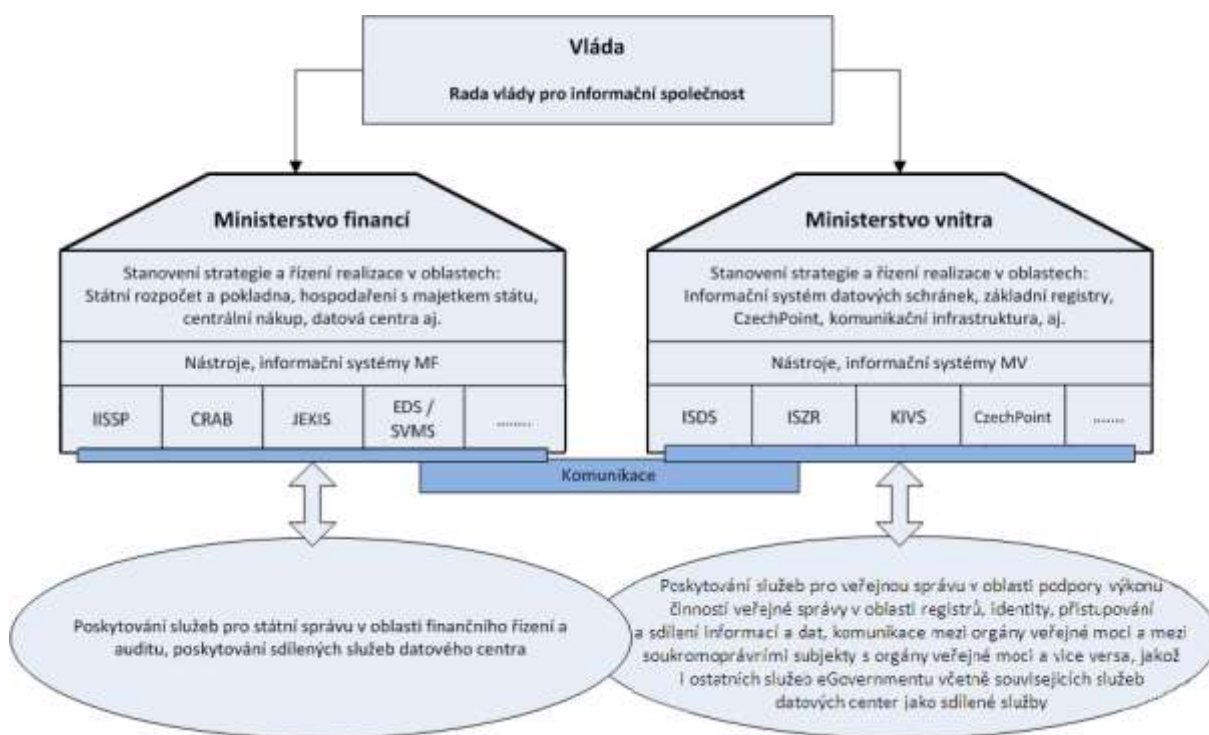 Vláda
Rada vlády pro informační společnost
Ministerstvo financí
Stanovení strategie a řízení realizace v oblastech:
Státní rozpočet a pokladna, hospodaření s majetkem státu,
centrální nákup, datová centra aj.
Nástroje, informační systémy MF
IISSP
CRAB
JEKIS
EDS /
SVMS
........
Ministerstvo vnitra
Stanovení strategie a řízení realizace v oblastech:
Informační systém datových schránek, základní registry,
CzechPoint, komunikační infrastruktura, aj.
Nástroje, informační systémy MV
ISDS
ISZR
KIVS
CzechPoint
.......
Komunikace
Poskytování služeb pro státní správu v oblasti finančního řízení a
auditu, poskytování sdílených služeb datového centra
Poskytování služeb pro veřejnou správu v oblasti podpory výkonu
činností veřejné správy v oblasti registrů, identity, přistupování
a sdílení informací a dat, komunikace mezi orgány veřejné moci a mezi
soukromoprávními subjekty s orgány veřejné moci a vice versa, jakož
i ostatních služeb eGovernmentu včetně souvisejících služeb
datových center jako sdílené služby